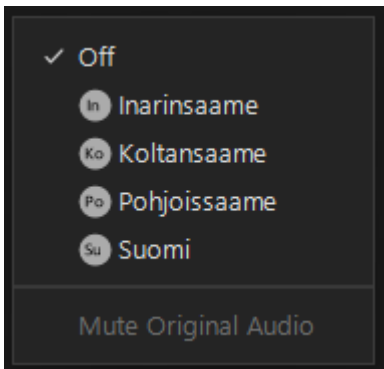 Off
In Inarinsaame
Ko Koltansaame
Po Pohjoissaame
Su Suomi
Mute Original Audio